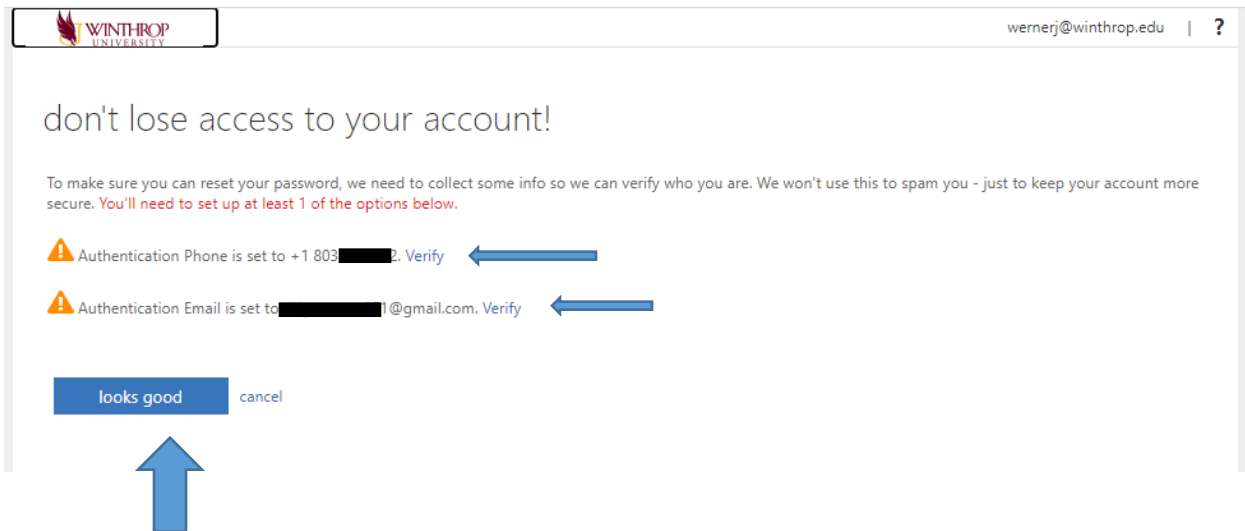 WINTHROP
UNIVERSITY
wernerj@winthrop.edu | ?
don't lose access to your account!
To make sure you can reset your password, we need to collect some info so we can verify who you are. We won't use this to spam you - just to keep your account more
secure. You'll need to set up at least 1 of the options below.
Authentication Phone is set to +1 803 2. Verify
Authentication Email is set to 1@gmail.com. Verify
looks good cancel